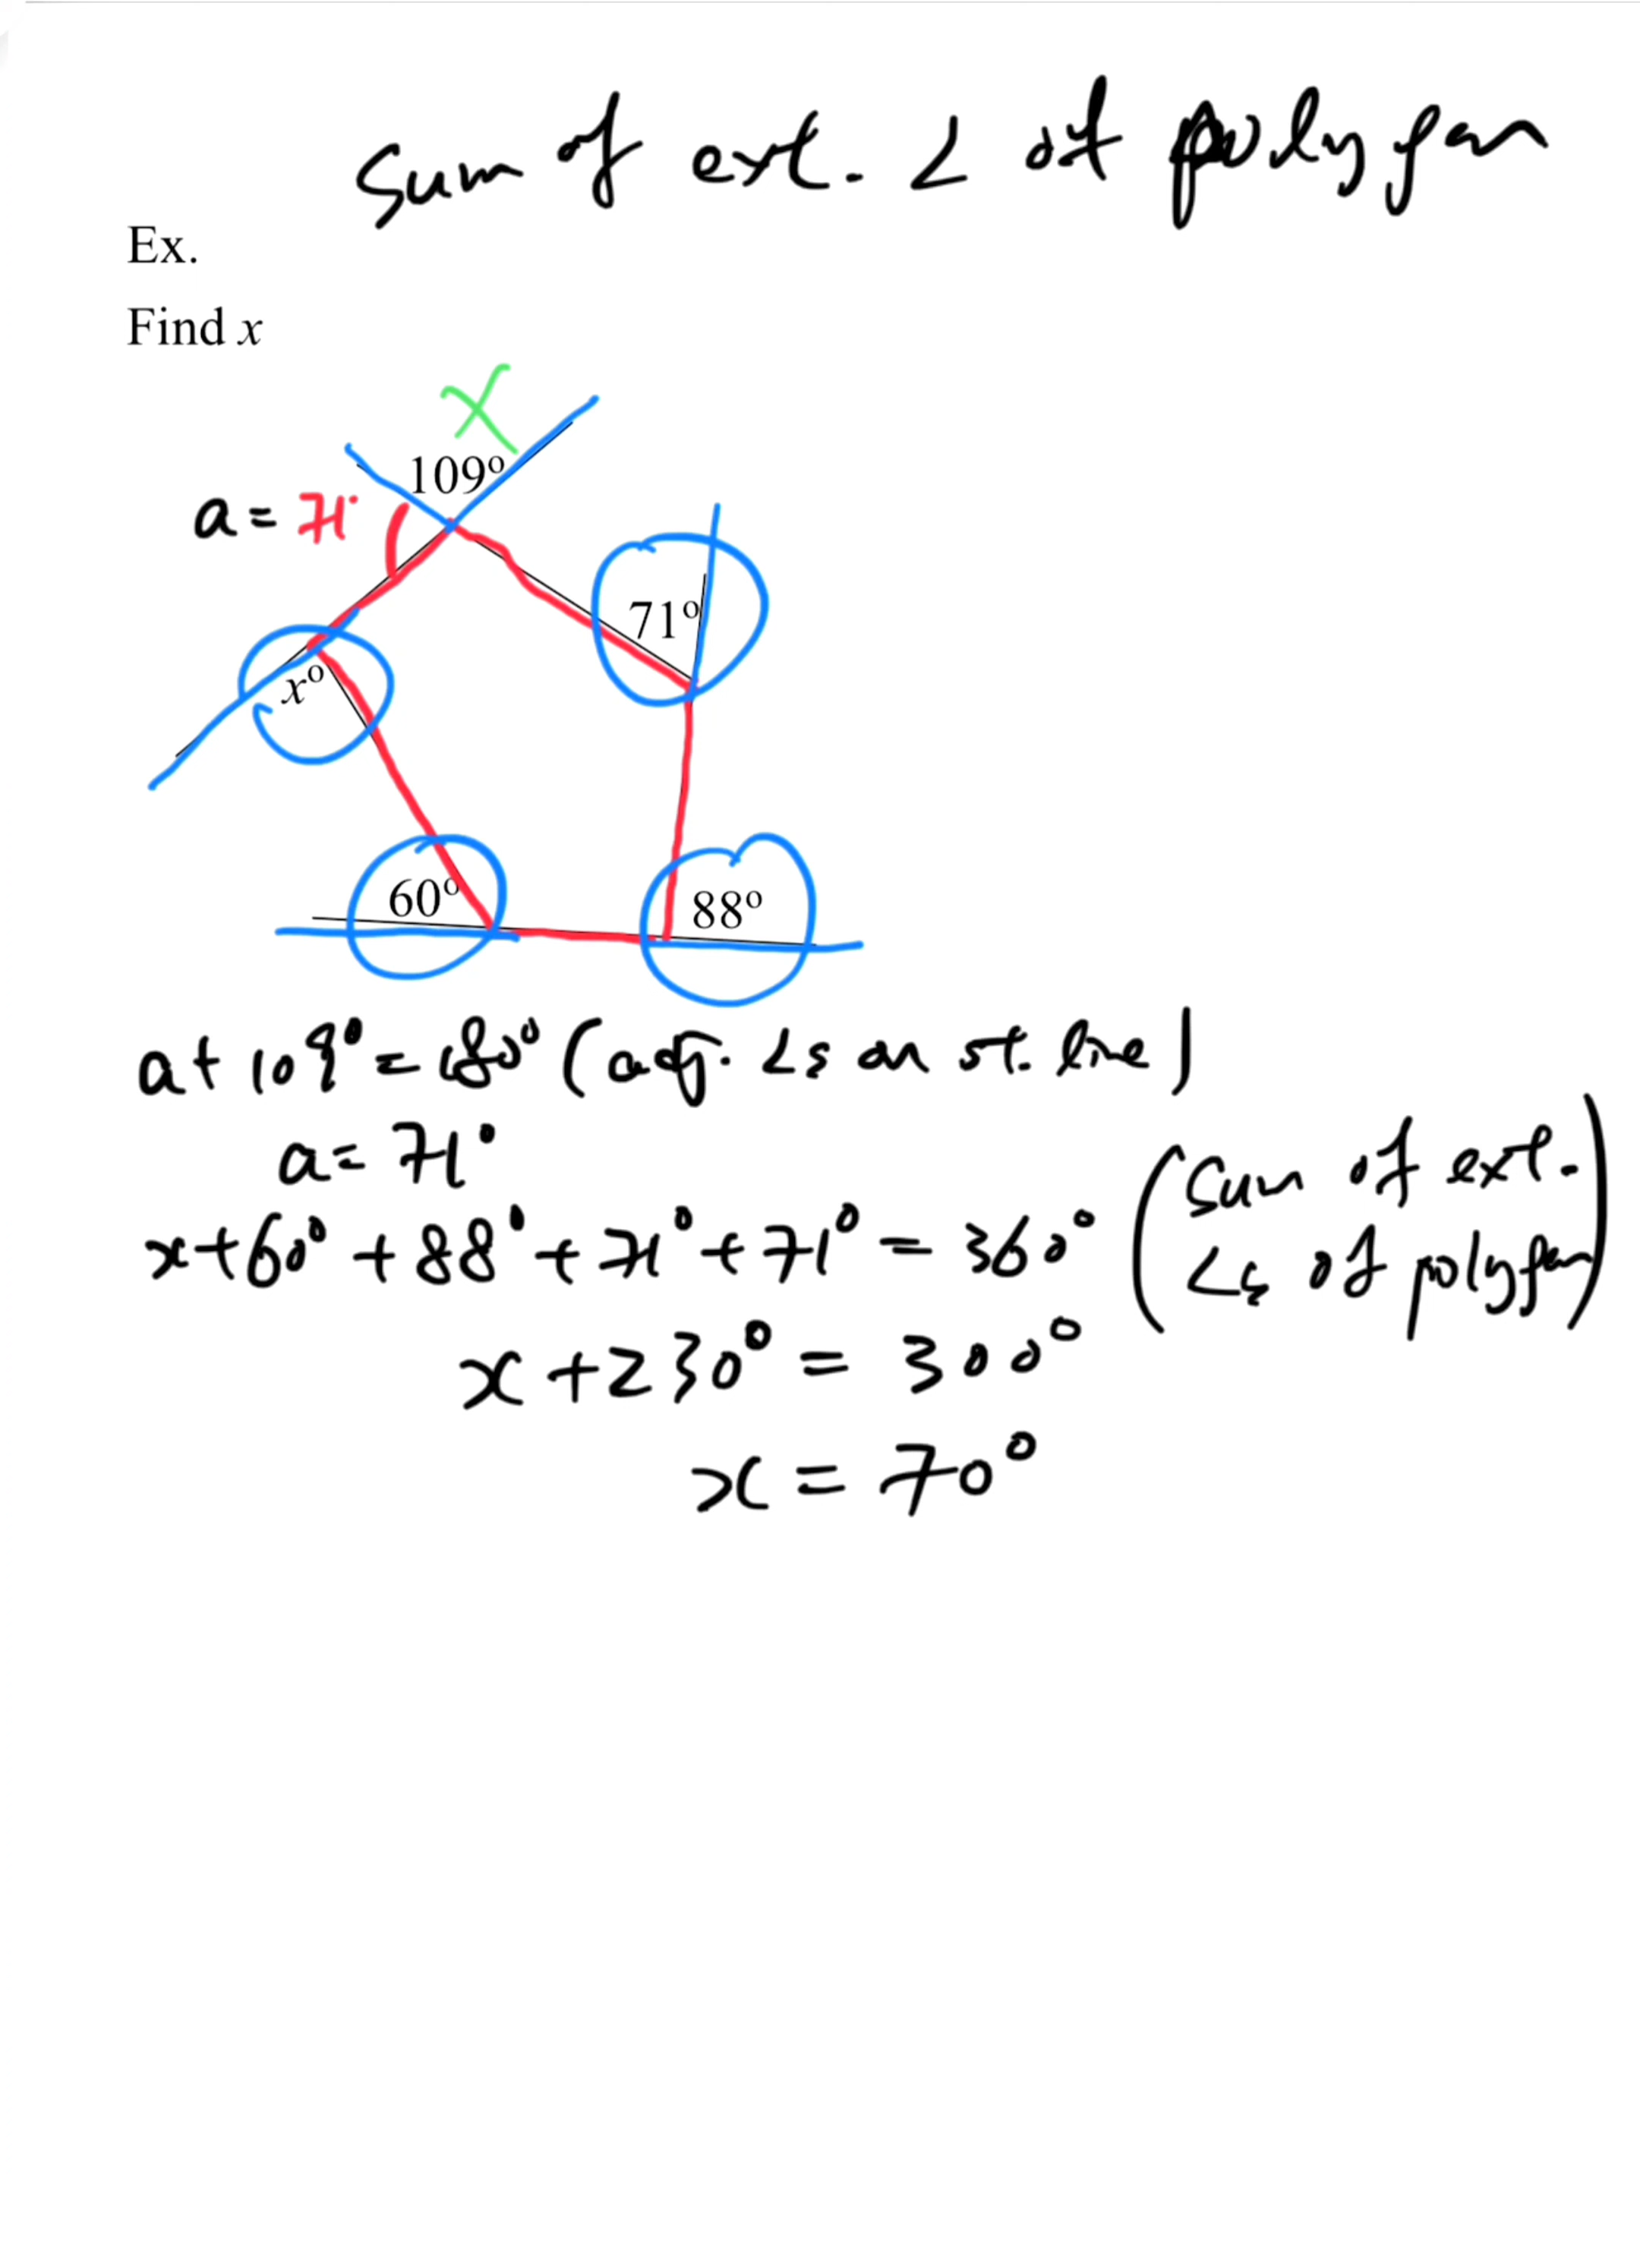 Sum of ext. ∠ of polygon
Ex.
Find x
X
109°
a = 71°
71°
x°
60°
88°
a + 109° = 180° (adj. ∠s on st. line)
a = 71°
x + 60° + 88° + 71° + 71° = 360° (sum of ext. ∠s of polygon)
x + 230° = 300°
x = 70°